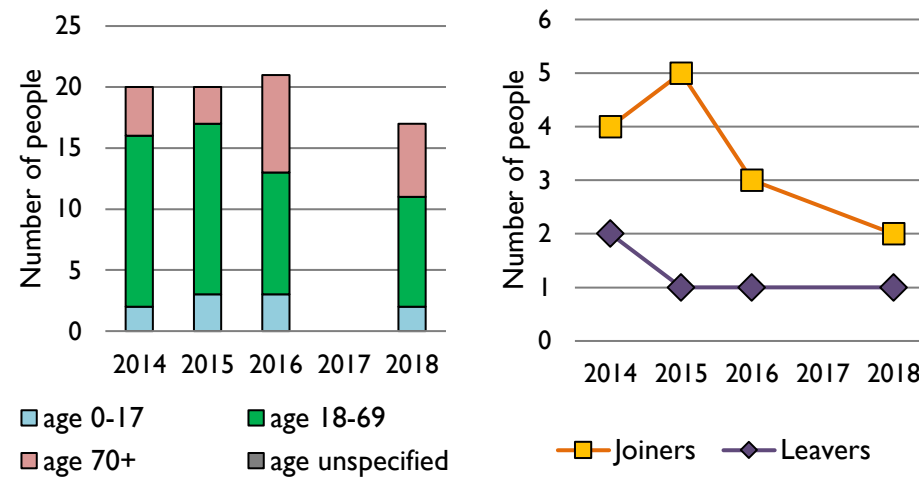 Number of people
25
20
15
10
5
0
2014 2015 2016 2017 2018
age 0-17
age 18-69
age 70+
age unspecified
Number of people
6
5
4
3
2
1
0
2014 2015 2016 2017 2018
Joiners
Leavers